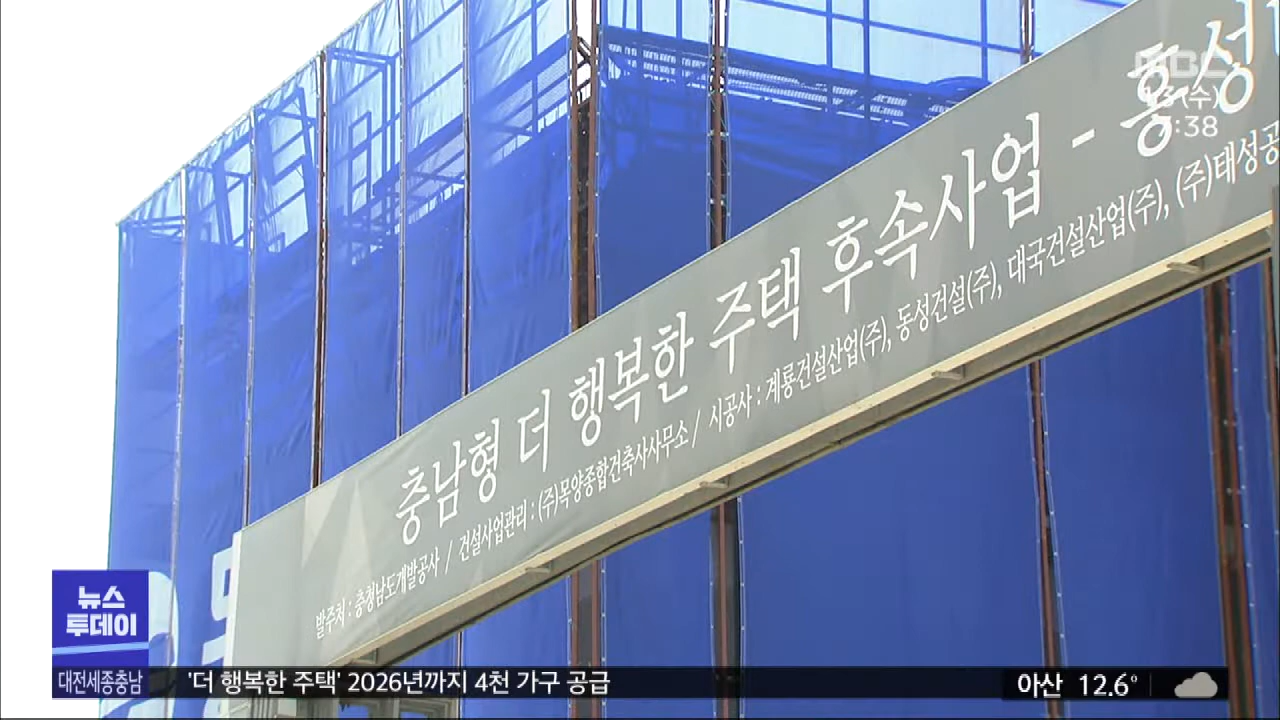 MBC
(수)
:38
충남형 더 행복한 주택 후속사업 - 홍성
발주처 : 충청남도개발공사 / 건설사업관리 : (주)목양종합건축사사무소 / 시공사 : 계룡건설산업(주), 동성건설(주), 대국건설산업(주), (주)태성공
뉴스
투데이
대전세종충남
'더 행복한 주택' 2026년까지 4천 가구 공급
아산 12.6°